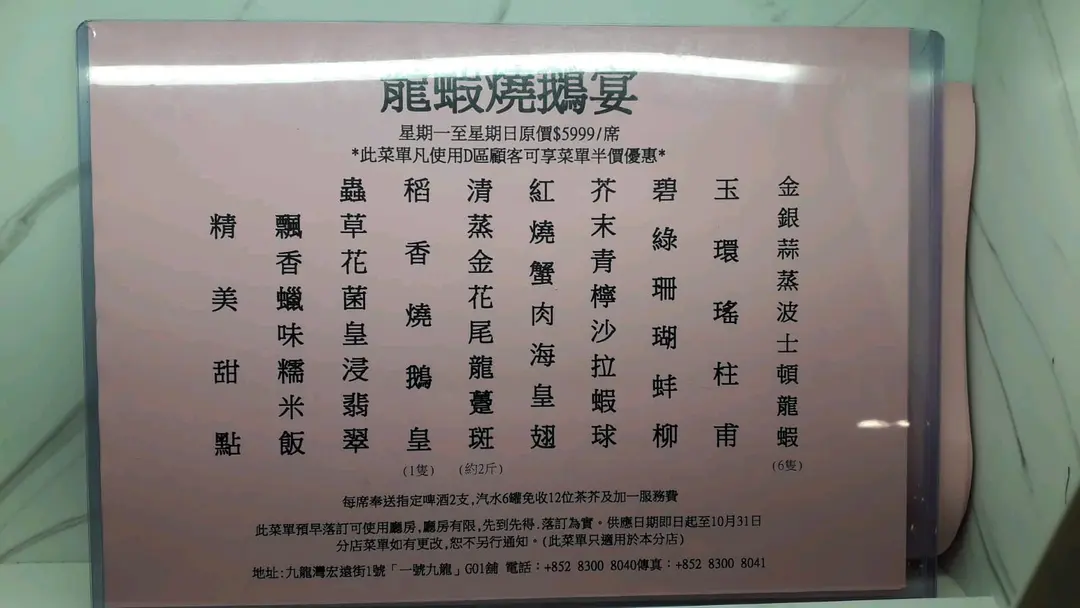 龍蝦燒鵝宴
星期一至星期日原價$5999/席
*此菜單凡使用D區顧客可享菜單半價優惠*
金銀蒜蒸波士頓龍蝦
(6隻)
玉環瑤柱甫
碧綠珊瑚蚌柳
芥末青檸沙拉蝦球
紅燒蟹肉海皇翅
清蒸金花尾龍躉斑
(約2斤)
稻香燒鵝皇
(1隻)
蟲草花菌皇浸翡翠
飄香蠟味糯米飯
精美甜點
每席奉送指定啤酒2支,汽水6罐免收12位茶芥及加一服務費
此菜單預早落訂可使用廳房,廳房有限,先到先得.落訂為實。供應日期即日起至10月31日
分店菜單如有更改,恕不另行通知。(此菜單只適用於本分店)
地址:九龍灣宏遠街1號「一號九龍」G01舖 電話：+852 8300 8040傳真：+852 8300 8041